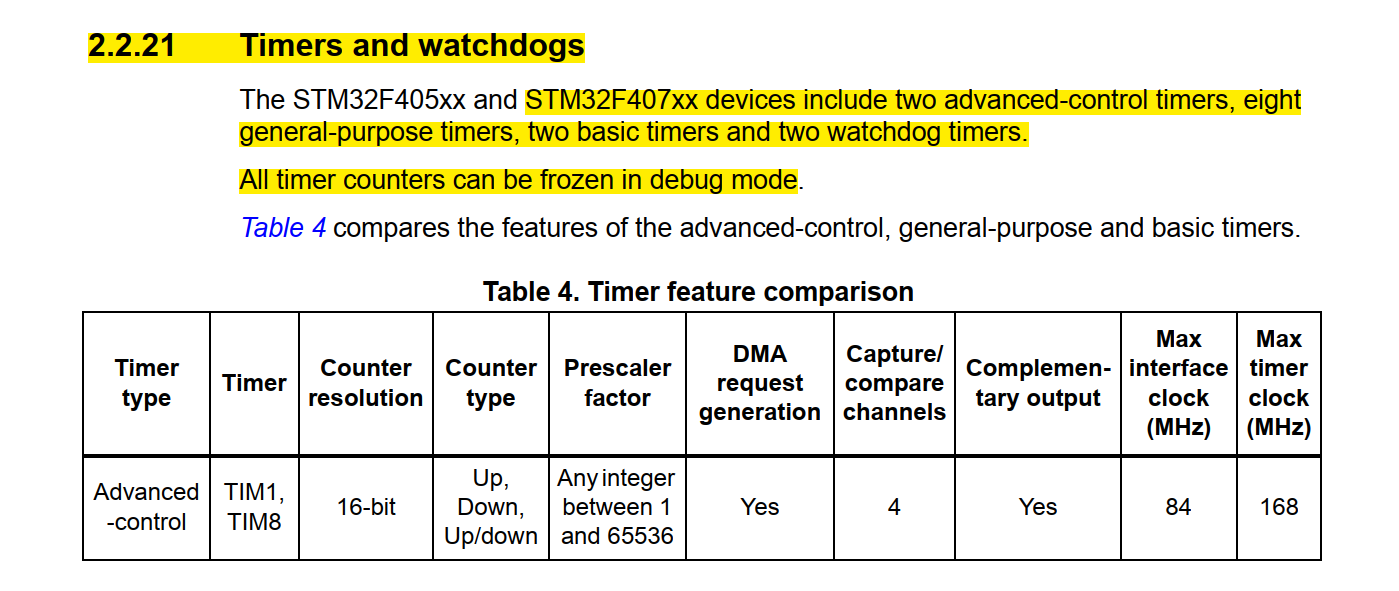 2.2.21 Timers and watchdogs
The STM32F405xx and STM32F407xx devices include two advanced-control timers, eight
general-purpose timers, two basic timers and two watchdog timers.
All timer counters can be frozen in debug mode.
Table 4 compares the features of the advanced-control, general-purpose and basic timers.
Table 4. Timer feature comparison
Timer
type
Timer
Counter
resolution
Counter
type
Prescaler
factor
DMA
request
generation
Capture/
compare
channels
Complemen-
tary output
Max
interface
clock
(MHz)
Max
timer
clock
(MHz)
Advanced
-control
TIM1,
TIM8
16-bit
Up,
Down,
Up/down
Any integer
between 1
and 65536
Yes
4
Yes
84
168